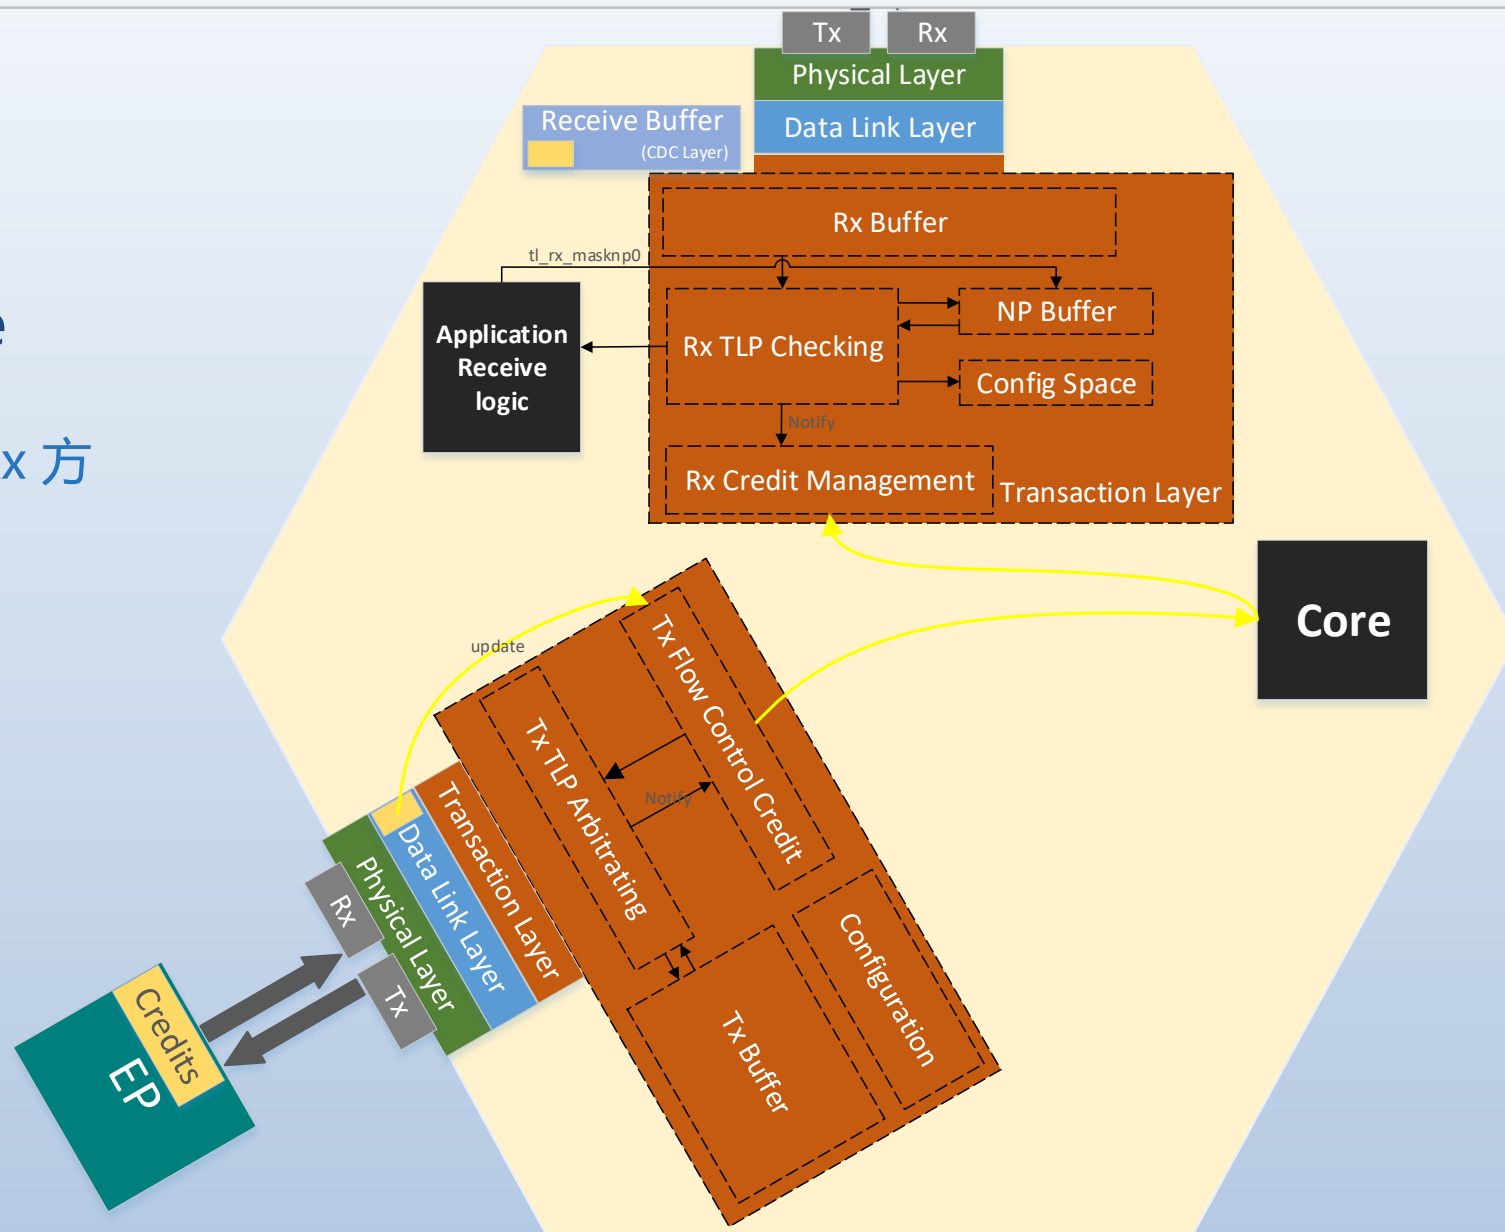 Tx
Rx
Physical Layer
Receive Buffer
(CDC Layer)
Data Link Layer
Rx Buffer
tl_rx_masknp0
Application
Receive
logic
Rx TLP Checking
NP Buffer
Config Space
e
x 方
Notify
Rx Credit Management
Transaction Layer
Core
update
Tx Flow Control Credit
Tx TLP Arbitrating
Notify
Transaction Layer
Data Link Layer
Physical Layer
Rx
Tx
Configuration
Tx Buffer
Credits
EP